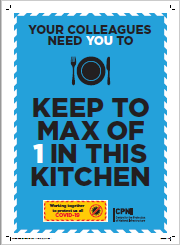 YOUR COLLEAGUES
NEED YOU TO
KEEP TO
MAX OF
1 IN THIS
KITCHEN
Working together
to protect us all
COVID-19
CPNI